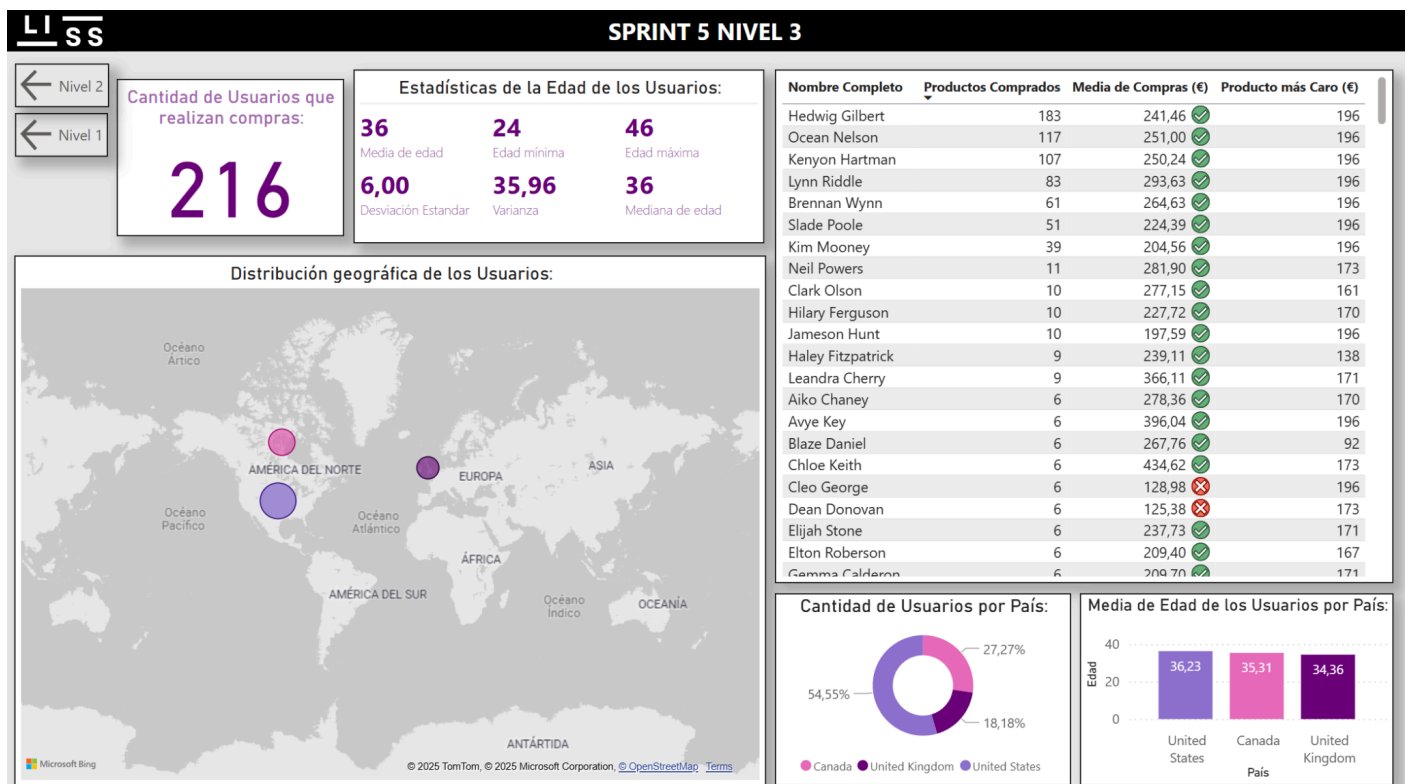 LI
SS
SPRINT 5 NIVEL 3
Nivel 2
Nivel 1
Cantidad de Usuarios que
realizan compras:
216
Estadísticas de la Edad de los Usuarios:
36 24 46
Media de edad Edad mínima Edad máxima
6,00 35,96 36
Desviación Estandar Varianza Mediana de edad
Nombre Completo Productos Comprados Media de Compras (€) Producto más Caro (€)
Hedwig Gilbert 183 241,46 196
Ocean Nelson 117 251,00 196
Kenyon Hartman 107 250,24 196
Lynn Riddle 83 293,63 196
Brennan Wynn 61 264,63 196
Slade Poole 51 224,39 196
Kim Mooney 39 204,56 196
Neil Powers 11 281,90 173
Clark Olson 10 277,15 161
Hilary Ferguson 10 227,72 170
Jameson Hunt 10 197,59 196
Haley Fitzpatrick 9 239,11 138
Leandra Cherry 9 366,11 171
Aiko Chaney 6 278,36 170
Avye Key 6 396,04 196
Blaze Daniel 6 267,76 92
Chloe Keith 6 434,62 173
Cleo George 6 128,98 196
Dean Donovan 6 125,38 173
Elijah Stone 6 237,73 171
Elton Roberson 6 209,40 167
Gemma Calderon 6 209,70 171
Distribución geográfica de los Usuarios:
Océano
Ártico
AMÉRICA DEL NORTE
EUROPA
ASIA
Océano
Pacífico
Océano
Atlántico
ÁFRICA
AMÉRICA DEL SUR
Océano
Índico
OCEANÍA
ANTÁRTIDA
Microsoft Bing
© 2025 TomTom, © 2025 Microsoft Corporation, © OpenStreetMap Terms
Cantidad de Usuarios por País:
27,27%
54,55%
18,18%
Canada United Kingdom United States
Media de Edad de los Usuarios por País:
40
20
0
Edad
36,23 35,31 34,36
United
States
Canada
United
Kingdom
País